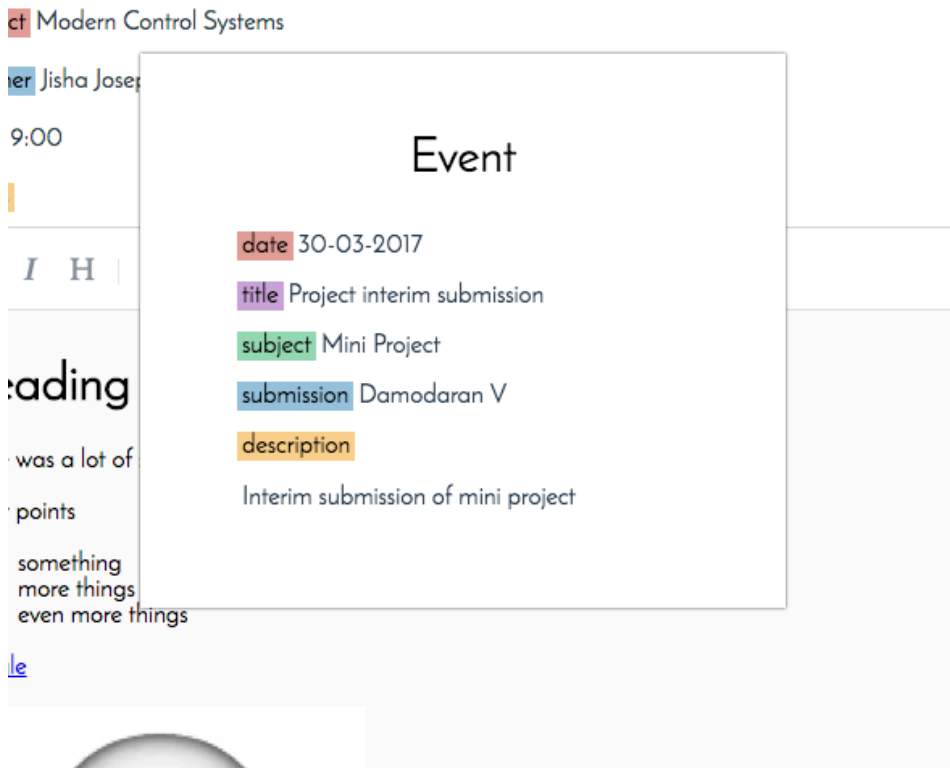 ct Modern Control Systems
er Jisha Josep
9:00
Event
date 30-03-2017
title Project interim submission
subject Mini Project
submission Damodaran V
description
Interim submission of mini project
I H
eading
was a lot of
points
something
more things
even more things
le